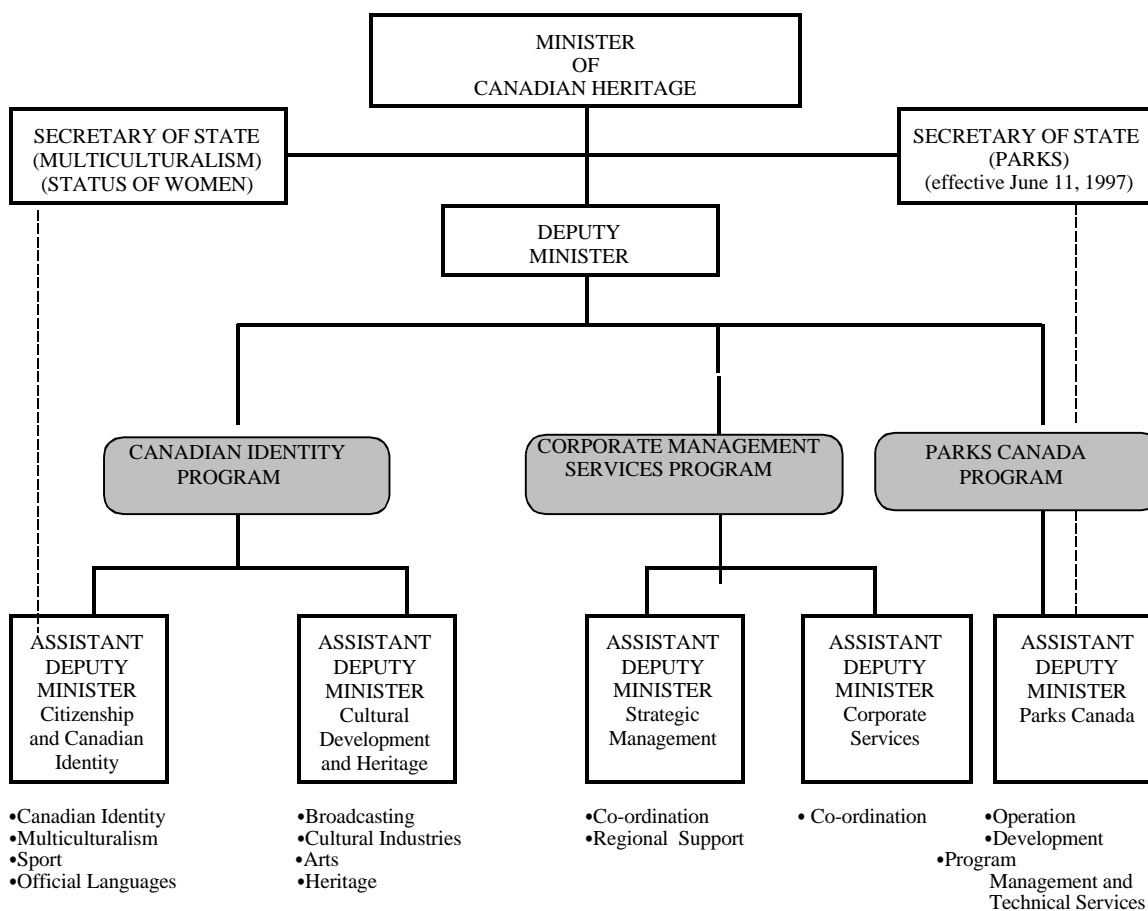 MINISTER
OF
CANADIAN HERITAGE
SECRETARY OF STATE
(MULTICULTURALISM)
(STATUS OF WOMEN)
SECRETARY OF STATE
(PARKS)
(effective June 11, 1997)
DEPUTY
MINISTER
CANADIAN IDENTITY
PROGRAM
CORPORATE MANAGEMENT
SERVICES PROGRAM
PARKS CANADA
PROGRAM
ASSISTANT
DEPUTY
MINISTER
Citizenship
and Canadian
Identity
ASSISTANT
DEPUTY
MINISTER
Cultural
Development
and Heritage
ASSISTANT
DEPUTY
MINISTER
Strategic
Management
ASSISTANT
DEPUTY
MINISTER
Corporate
Services
ASSISTANT
DEPUTY
MINISTER
Parks Canada
•Canadian Identity
•Multiculturalism
•Sport
•Official Languages
•Broadcasting
•Cultural Industries
•Arts
•Heritage
•Co-ordination
•Regional Support
• Co-ordination
•Operation
•Development
•Program
Management and
Technical Services